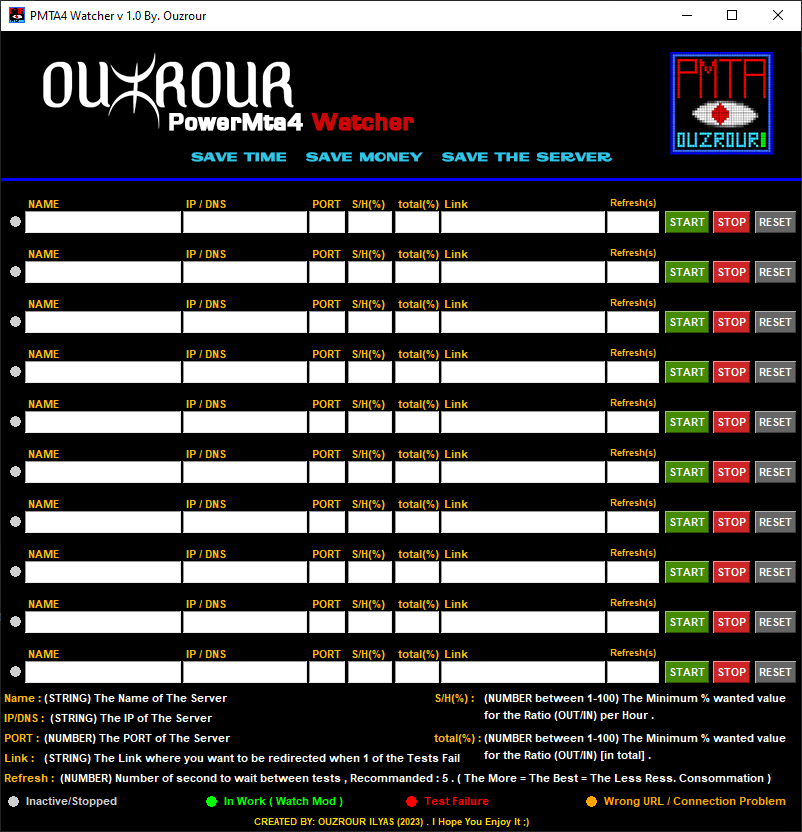 PMTA4 Watcher v 1.0 By. Ouzrour
OUZROUR
PMTA
OUZROUR!
PowerMta4 Watcher
SAVE TIME SAVE MONEY SAVE THE SERVER
NAME IP / DNS PORT S/H(%) total(%) Link Refresh(s)
START STOP RESET
NAME IP / DNS PORT S/H(%) total(%) Link Refresh(s)
START STOP RESET
NAME IP / DNS PORT S/H(%) total(%) Link Refresh(s)
START STOP RESET
NAME IP / DNS PORT S/H(%) total(%) Link Refresh(s)
START STOP RESET
NAME IP / DNS PORT S/H(%) total(%) Link Refresh(s)
START STOP RESET
NAME IP / DNS PORT S/H(%) total(%) Link Refresh(s)
START STOP RESET
NAME IP / DNS PORT S/H(%) total(%) Link Refresh(s)
START STOP RESET
NAME IP / DNS PORT S/H(%) total(%) Link Refresh(s)
START STOP RESET
NAME IP / DNS PORT S/H(%) total(%) Link Refresh(s)
START STOP RESET
NAME IP / DNS PORT S/H(%) total(%) Link Refresh(s)
START STOP RESET
Name : (STRING) The Name of The Server
IP/DNS : (STRING) The IP of The Server
PORT : (NUMBER) The PORT of The Server
Link : (STRING) The Link where you want to be redirected when 1 of the Tests Fail
S/H(%) : (NUMBER between 1-100) The Minimum % wanted value
for the Ratio (OUT/IN) per Hour .
total(%) : (NUMBER between 1-100) The Minimum % wanted value
for the Ratio (OUT/IN) [in total] .
Refresh : (NUMBER) Number of second to wait between tests , Recommanded : 5 . ( The More = The Best = The Less Ress. Consommation )
Inactive/Stopped In Work ( Watch Mod ) Test Failure Wrong URL / Connection Problem
CREATED BY: OUZROUR ILYAS (2023) . I Hope You Enjoy It ;)